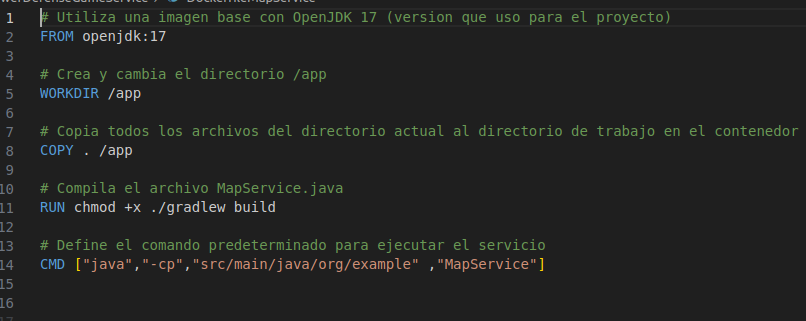 werDefenseGameService > DockerfileMapService
1 # Utiliza una imagen base con OpenJDK 17 (version que uso para el proyecto)
2 FROM openjdk:17
3
4 # Crea y cambia el directorio /app
5 WORKDIR /app
6
7 # Copia todos los archivos del directorio actual al directorio de trabajo en el contenedor
8 COPY . /app
9
10 # Compila el archivo MapService.java
11 RUN chmod +x ./gradlew build
12
13 # Define el comando predeterminado para ejecutar el servicio
14 CMD ["java","-cp","src/main/java/org/example" ,"MapService"]
15
16